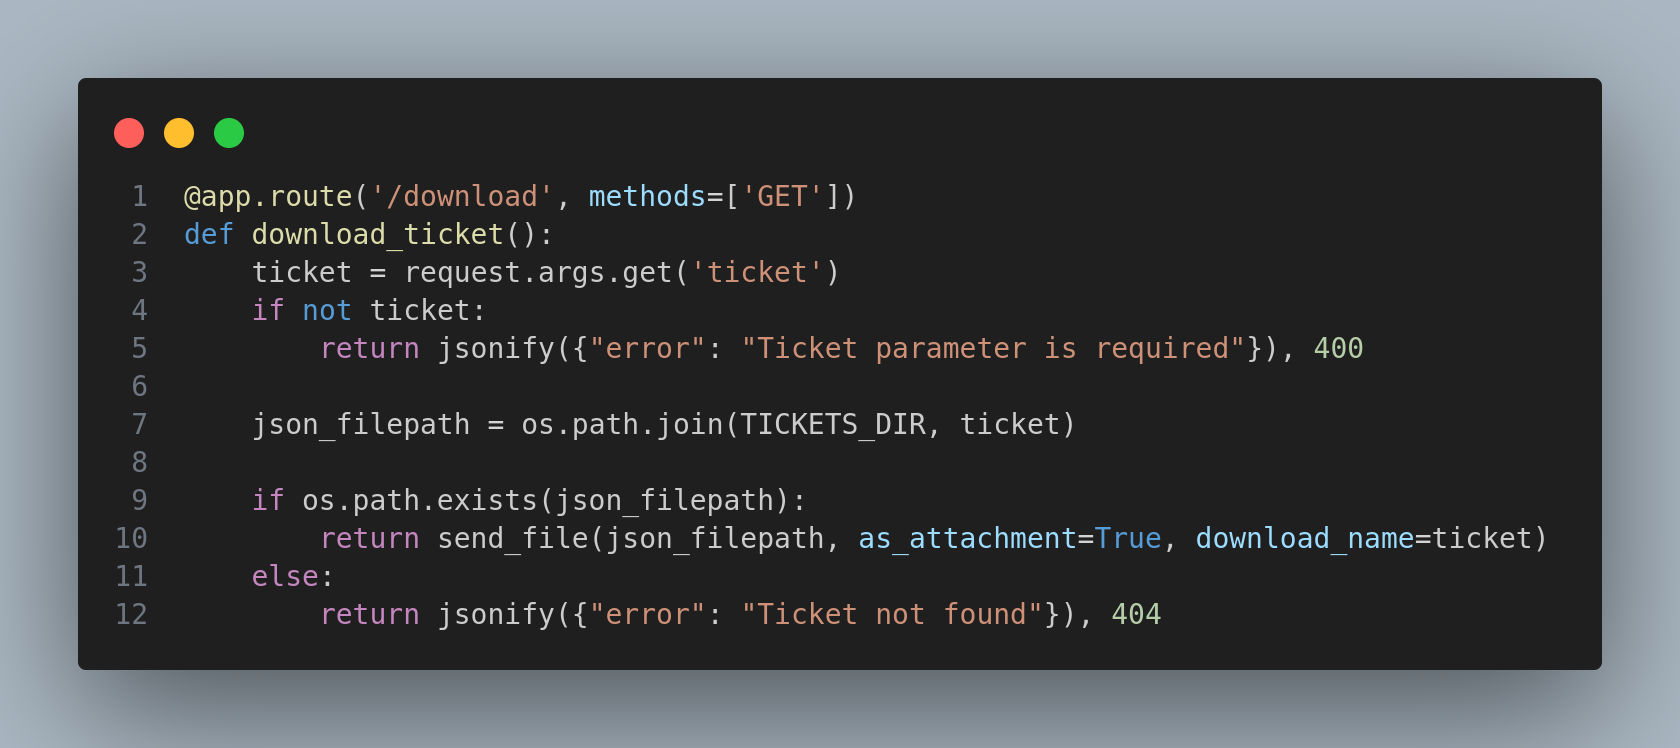 1 @app.route('/download', methods=['GET'])
2 def download_ticket():
3     ticket = request.args.get('ticket')
4     if not ticket:
5         return jsonify({"error": "Ticket parameter is required"}), 400
6
7     json_filepath = os.path.join(TICKETS_DIR, ticket)
8
9     if os.path.exists(json_filepath):
10         return send_file(json_filepath, as_attachment=True, download_name=ticket)
11     else:
12         return jsonify({"error": "Ticket not found"}), 404